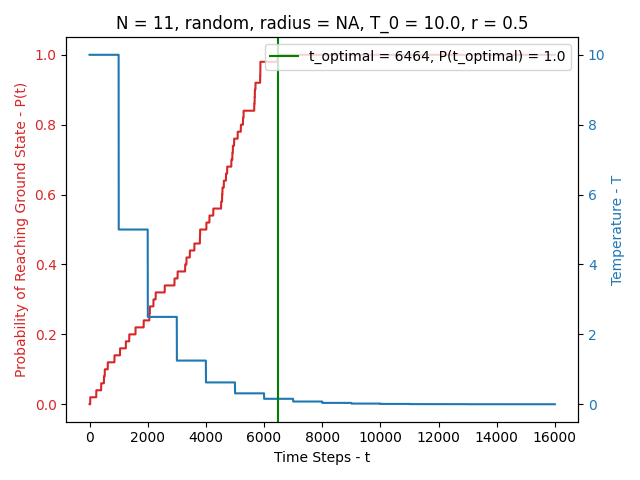 N = 11, random, radius = NA, T_0 = 10.0, r = 0.5
t_optimal = 6464, P(t_optimal) = 1.0
Probability of Reaching Ground State - P(t)
1.0
0.8
0.6
0.4
0.2
0.0
10
8
6
4
2
0
Temperature - T
0 2000 4000 6000 8000 10000 12000 14000 16000
Time Steps - t